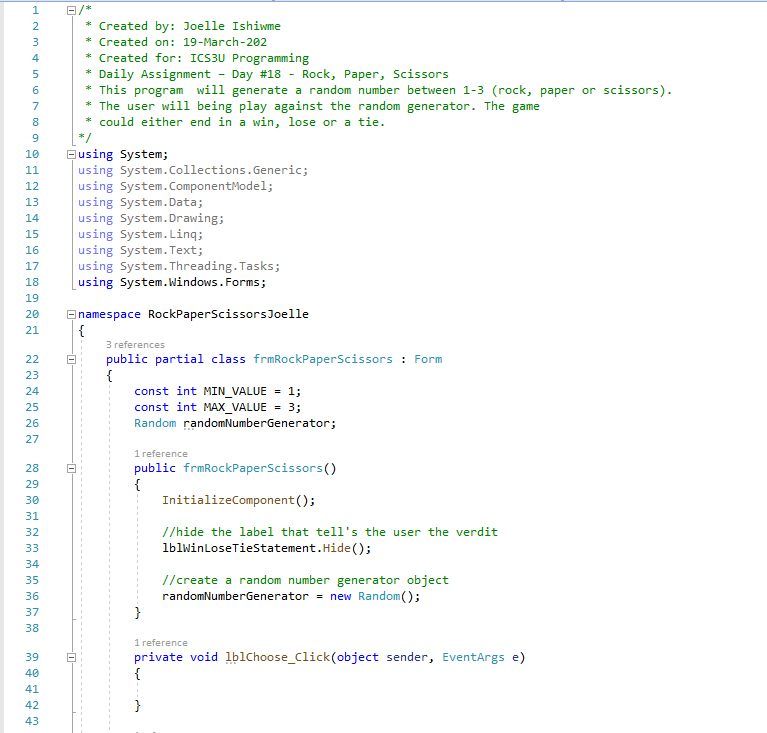 1 /*
2 * Created by: Joelle Ishiwme
3 * Created on: 19-March-202
4 * Created for: ICS3U Programming
5 * Daily Assignment – Day #18 - Rock, Paper, Scissors
6 * This program  will generate a random number between 1-3 (rock, paper or scissors).
7 * The user will being play against the random generator. The game
8 * could either end in a win, lose or a tie.
9 */
10 using System;
11 using System.Collections.Generic;
12 using System.ComponentModel;
13 using System.Data;
14 using System.Drawing;
15 using System.Linq;
16 using System.Text;
17 using System.Threading.Tasks;
18 using System.Windows.Forms;
19
20 namespace RockPaperScissorsJoelle
21 {
3 references
22 public partial class frmRockPaperScissors : Form
23 {
24 const int MIN_VALUE = 1;
25 const int MAX_VALUE = 3;
26 Random randomNumberGenerator;
27
1 reference
28 public frmRockPaperScissors()
29 {
30 InitializeComponent();
31
32 //hide the label that tell's the user the verdit
33 lblWinLoseTieStatement.Hide();
34
35 //create a random number generator object
36 randomNumberGenerator = new Random();
37 }
38
1 reference
39 private void lblChoose_Click(object sender, EventArgs e)
40 {
41
42 }
43